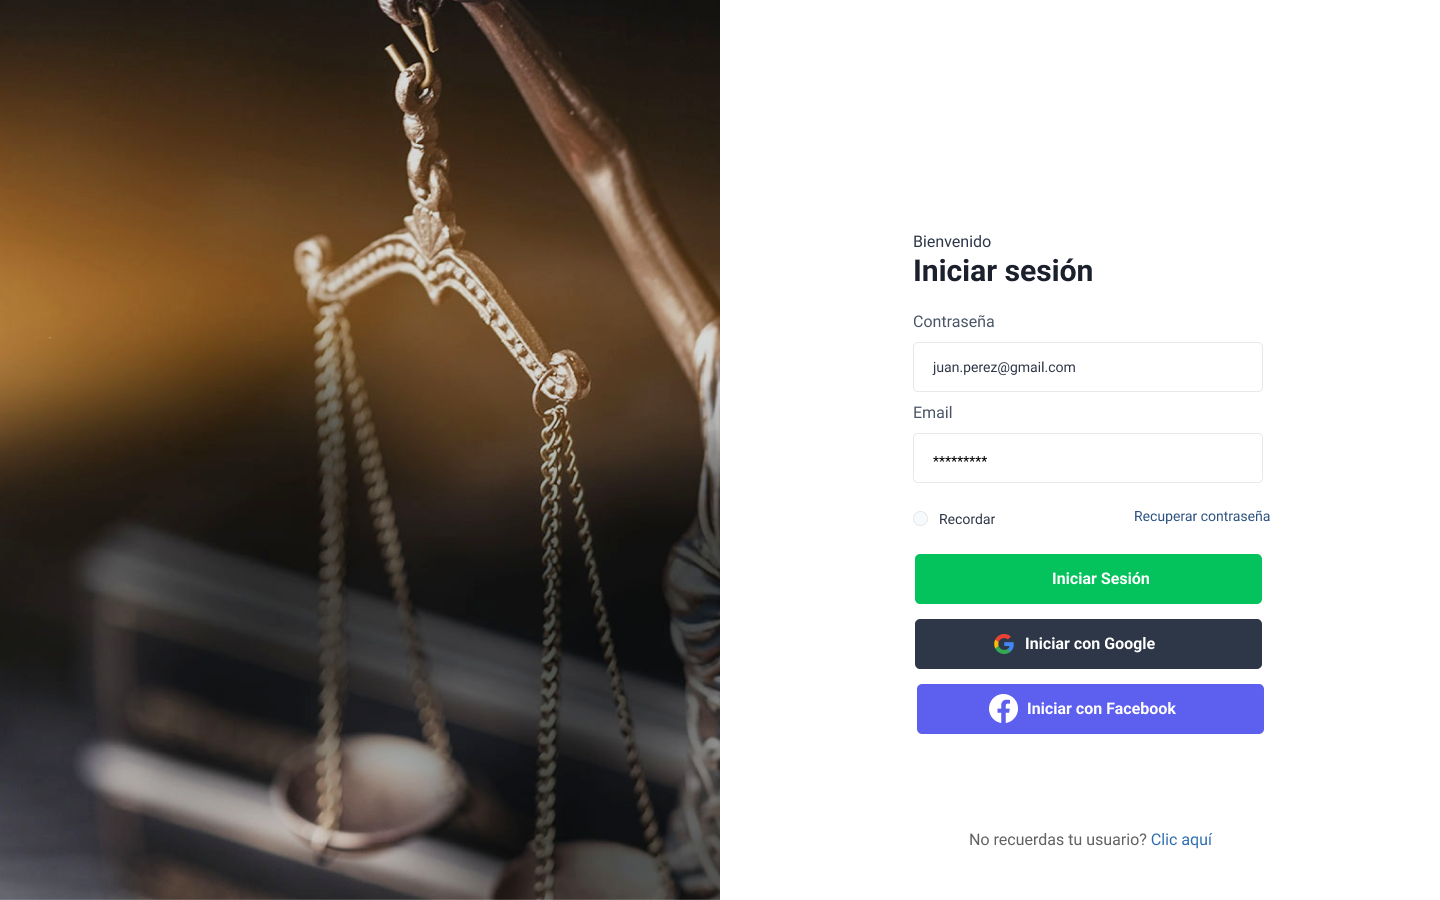 Bienvenido
Iniciar sesión
Contraseña
juan.perez@gmail.com
Email
*********
Recordar
Recuperar contraseña
Iniciar Sesión
Iniciar con Google
Iniciar con Facebook
No recuerdas tu usuario? Clic aquí